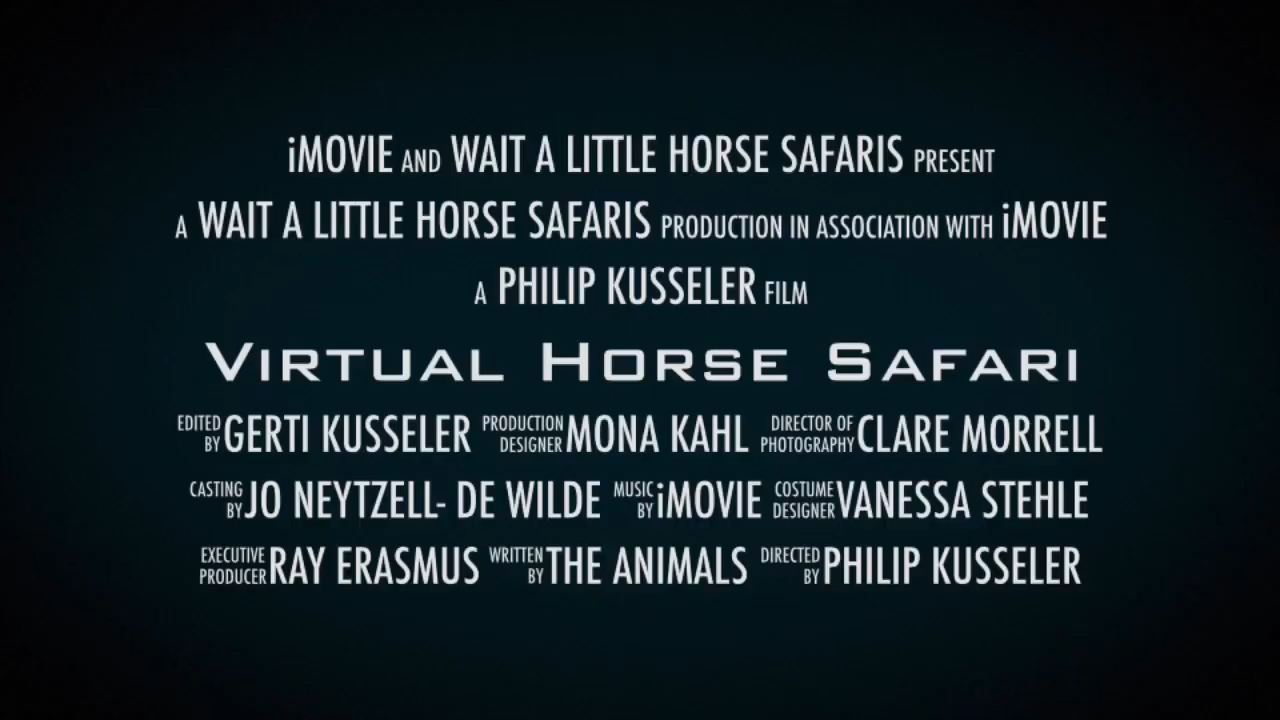 iMOVIE AND WAIT A LITTLE HORSE SAFARIS PRESENT
A WAIT A LITTLE HORSE SAFARIS PRODUCTION IN ASSOCIATION WITH iMOVIE
A PHILIP KUSSELER FILM
VIRTUAL HORSE SAFARI
EDITED BY GERTI KUSSELER PRODUCTION DESIGNER MONA KAHL DIRECTOR OF PHOTOGRAPHY CLARE MORRELL
CASTING BY JO NEYTZELL- DE WILDE MUSIC BY iMOVIE COSTUME DESIGNER VANESSA STEHLE
EXECUTIVE PRODUCER RAY ERASMUS WRITTEN BY THE ANIMALS DIRECTED BY PHILIP KUSSELER